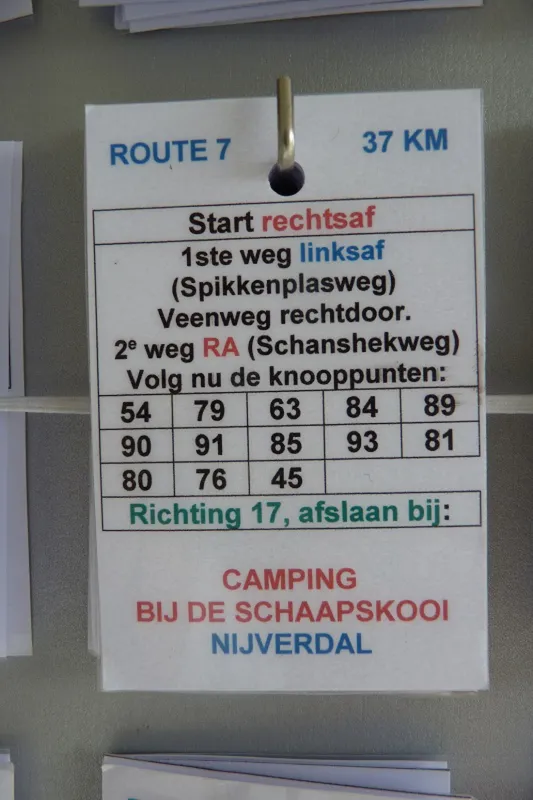 ROUTE 7 37 KM
Start rechtsaf
1ste weg linksaf
(Spikkenplasweg)
Veenweg rechtdoor.
2e weg RA (Schanshekweg)
Volg nu de knooppunten:
54 79 63 84 89
90 91 85 93 81
80 76 45
Richting 17, afslaan bij:
CAMPING
BIJ DE SCHAAPSKOOI
NIJVERDAL